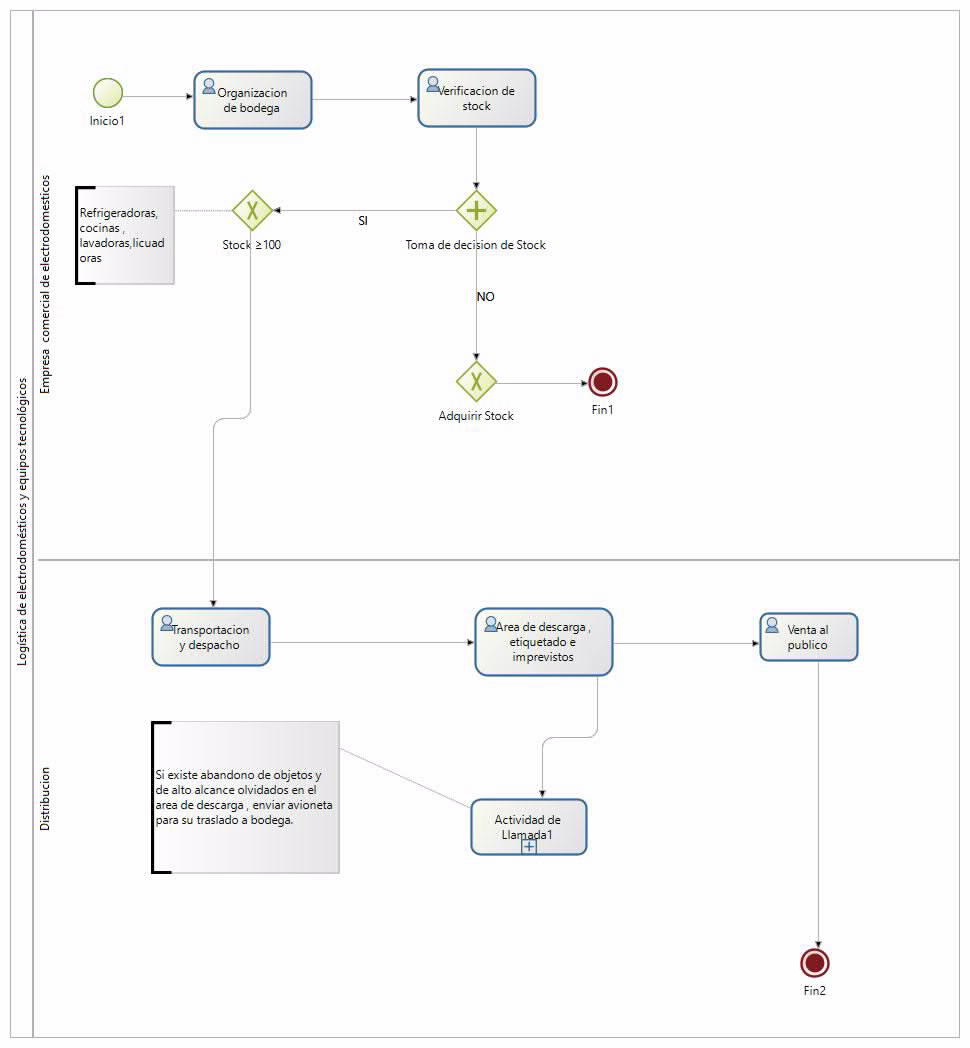 Logística de electrodomésticos y equipos tecnológicos
Empresa comercial de electrodomesticos
Inicio1
Organizacion
de bodega
Verificacion de
stock
Refrigeradoras,
cocinas ,
lavadoras,licuad
oras
Stock ≥100
SI
Toma de decision de Stock
NO
Adquirir Stock
Fin1
Distribucion
Transportacion
y despacho
Area de descarga ,
etiquetado e
imprevistos
Venta al
publico
Si existe abandono de objetos y
de alto alcance olvidados en el
area de descarga , enviar avioneta
para su traslado a bodega.
Actividad de
Llamada1
Fin2